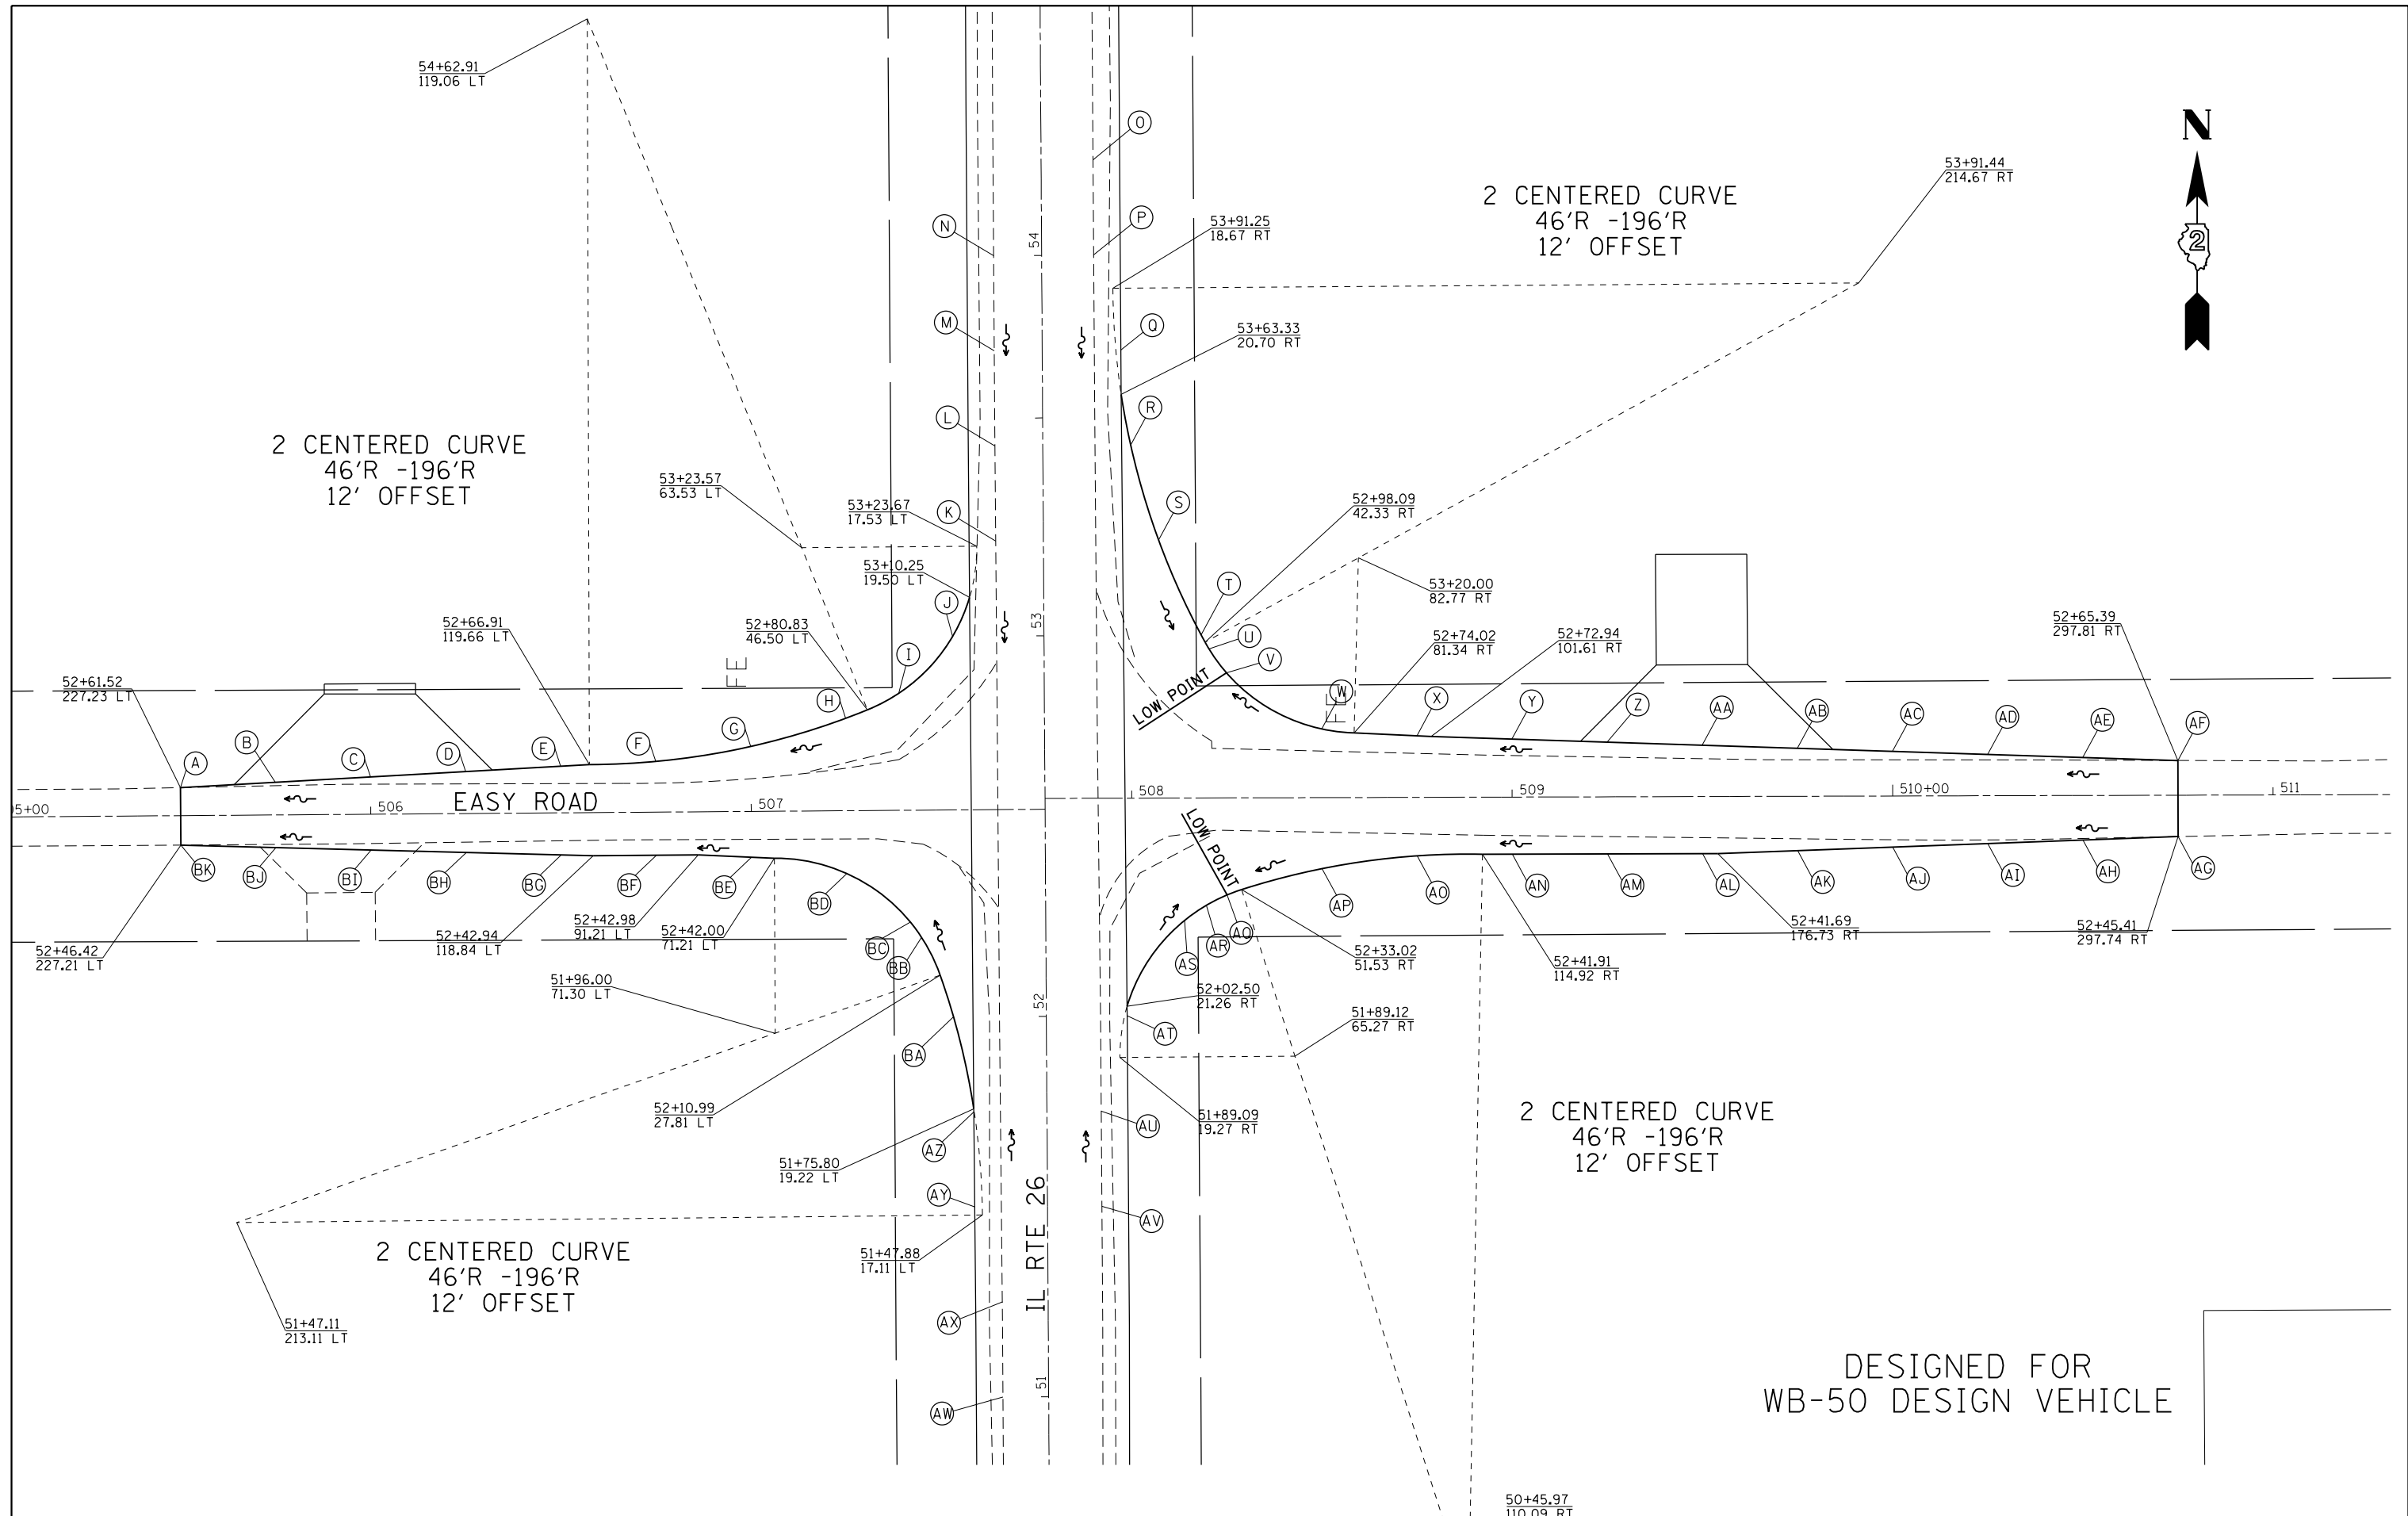 N
2
54+62.91
119.06 LT
53+91.44
214.67 RT
2 CENTERED CURVE
46'R -196'R
12' OFFSET
53+91.25
18.67 RT
O
P
N
54
M
Q
53+63.33
20.70 RT
L
R
2 CENTERED CURVE
46'R -196'R
12' OFFSET
53+23.57
63.53 LT
53+23.67
17.53 LT
K
S
52+98.09
42.33 RT
53+10.25
19.50 LT
J
T
53+20.00
82.77 RT
52+66.91
119.66 LT
52+80.83
46.50 LT
53
U
52+74.02
81.34 RT
52+72.94
101.61 RT
52+65.39
297.81 RT
I
V
52+61.52
227.23 LT
FE
FE
LOW POINT
W
H
G
F
E
D
C
B
A
X
Y
Z
AA
AB
AC
AD
AE
AF
05+00
506
EASY ROAD
507
508
509
510+00
511
LOW POINT
BK
BJ
BI
BH
BG
BF
BE
BD
BC
BB
AS
AR
AQ
AP
AO
AN
AM
AL
AK
AJ
AI
AH
AG
52+46.42
227.21 LT
52+42.94
118.84 LT
52+42.98
91.21 LT
52+42.00
71.21 LT
52+33.02
51.53 RT
52+41.91
114.92 RT
52+41.69
176.73 RT
52+45.41
297.74 RT
51+96.00
71.30 LT
52
52+02.50
21.26 RT
51+89.12
65.27 RT
AT
BA
52+10.99
27.81 LT
51+89.09
19.27 RT
AU
AZ
51+75.80
19.22 LT
2 CENTERED CURVE
46'R -196'R
12' OFFSET
AY
AV
IL RTE 26
51+47.88
17.11 LT
2 CENTERED CURVE
46'R -196'R
12' OFFSET
51+47.11
213.11 LT
AX
51
AW
DESIGNED FOR
WB-50 DESIGN VEHICLE
50+45.97
110.09 RT